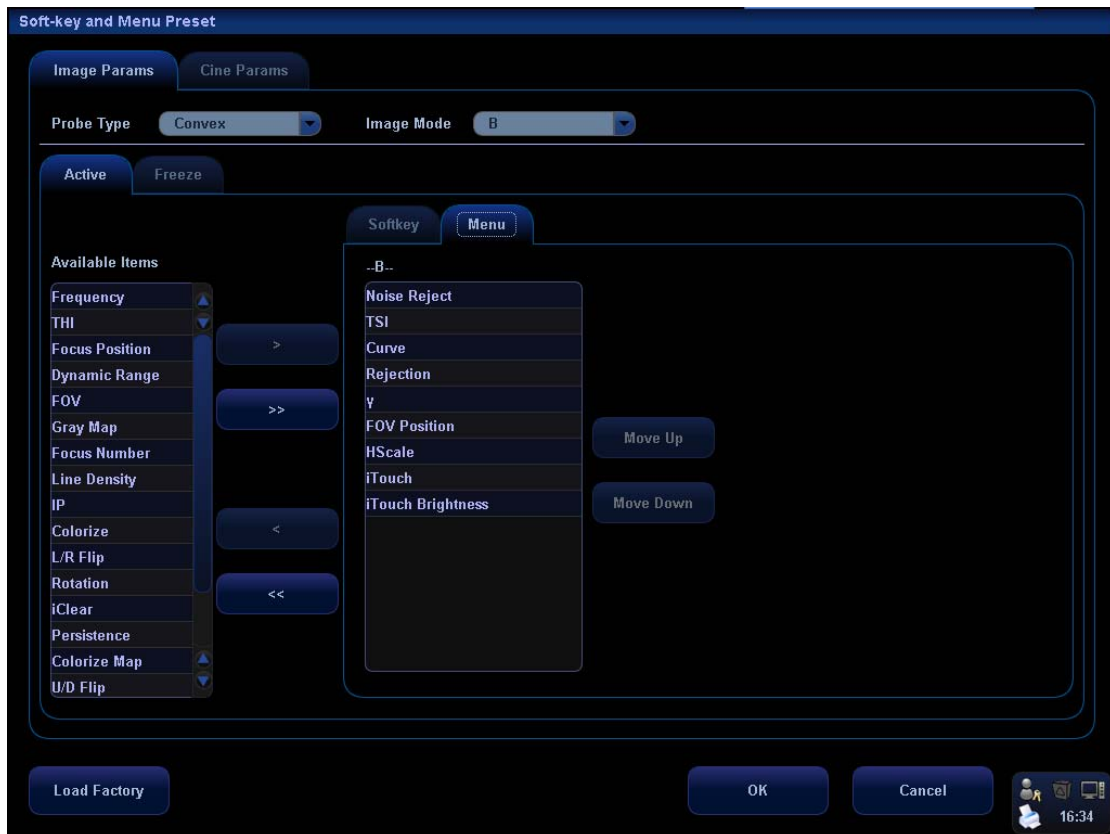 Soft-key and Menu Preset
Image Params
Cine Params
Probe Type
Convex
Image Mode
B
Active
Freeze
Softkey
Menu
Available Items
Frequency
THI
Focus Position
Dynamic Range
FOV
Gray Map
Focus Number
Line Density
IP
Colorize
L/R Flip
Rotation
iClear
Persistence
Colorize Map
U/D Flip
>
>>
<
<<
--B--
Noise Reject
TSI
Curve
Rejection
γ
FOV Position
HScale
iTouch
iTouch Brightness
Move Up
Move Down
Load Factory
OK
Cancel
16:34